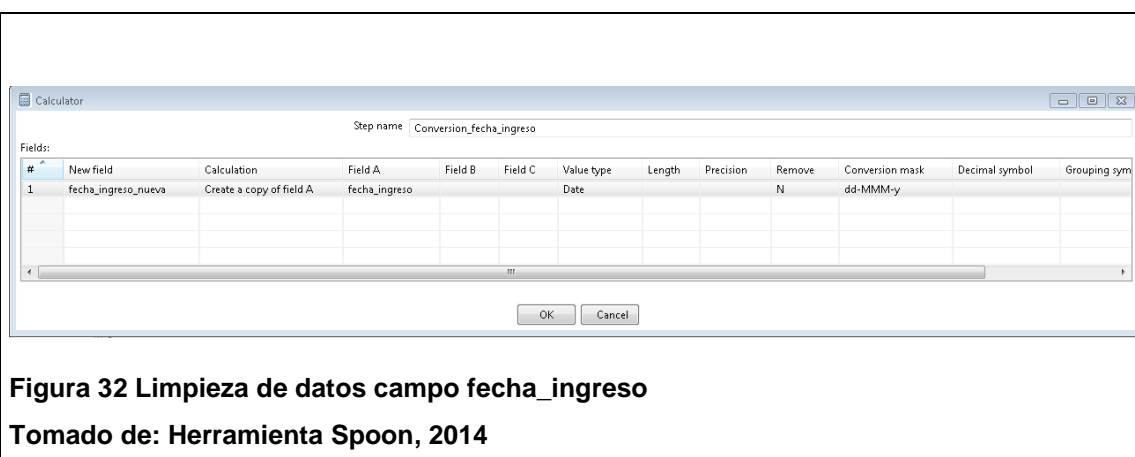 Calculator
Step name Conversion_fecha_ingreso
Fields:
# New field Calculation Field A Field B Field C Value type Length Precision Remove Conversion mask Decimal symbol Grouping sym
1 fecha_ingreso_nueva Create a copy of field A fecha_ingreso Date N dd-MMM-y
OK Cancel
Figura 32 Limpieza de datos campo fecha_ingreso
Tomado de: Herramienta Spoon, 2014